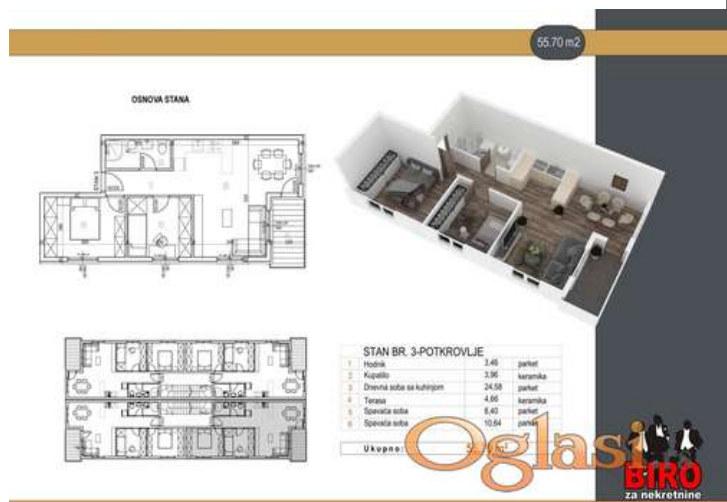 55.70 m2
OSNOVA STANA
STAN 3
STAN BR. 3-POTKROVLJE
1 Hodnik 3,46 parket
2 Kupatilo 3,96 keramika
3 Dnevna soba sa kuhinjom 24,58 parket
4 Terasa 4,66 keramika
5 Spavaća soba 8,40 parket
6 Spavaća soba 10,64
Ukupno:
Oglasi
BIRO
za nekretnine